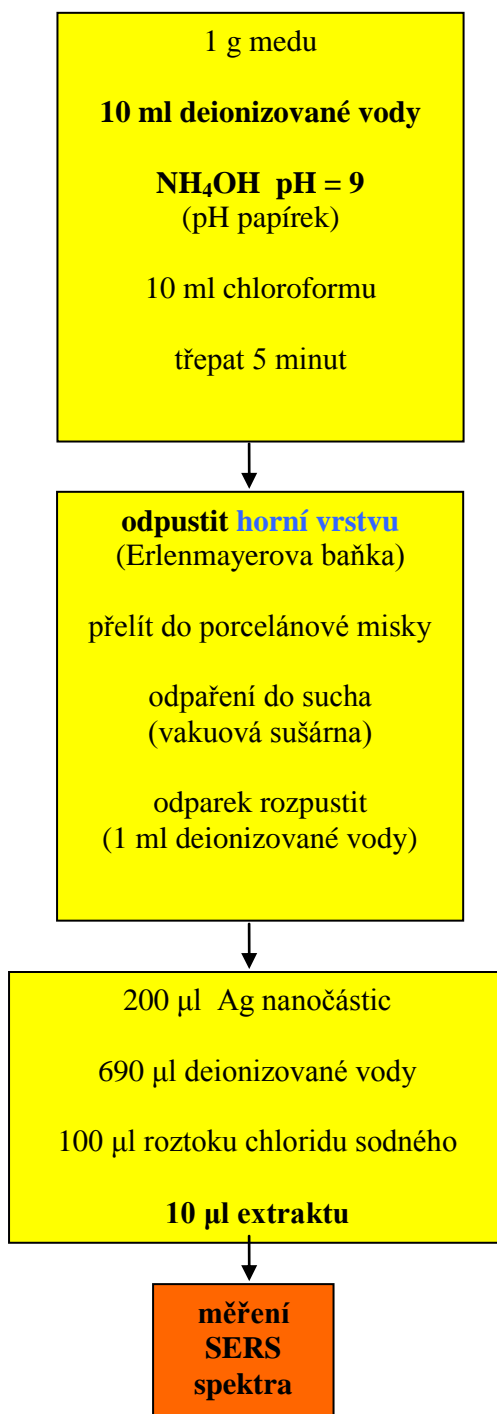 1 g medu
10 ml deionizované vody
NH₄OH pH = 9
(pH papírek)
10 ml chloroformu
třepat 5 minut
odpustit horní vrstvu
(Erlenmayerova baňka)
přelít do porcelánové misky
odpaření do sucha
(vakuová sušárna)
odparek rozpustit
(1 ml deionizované vody)
200 μl Ag nanočástic
690 μl deionizované vody
100 μl roztoku chloridu sodného
10 μl extraktu
měření
SERS
spektra